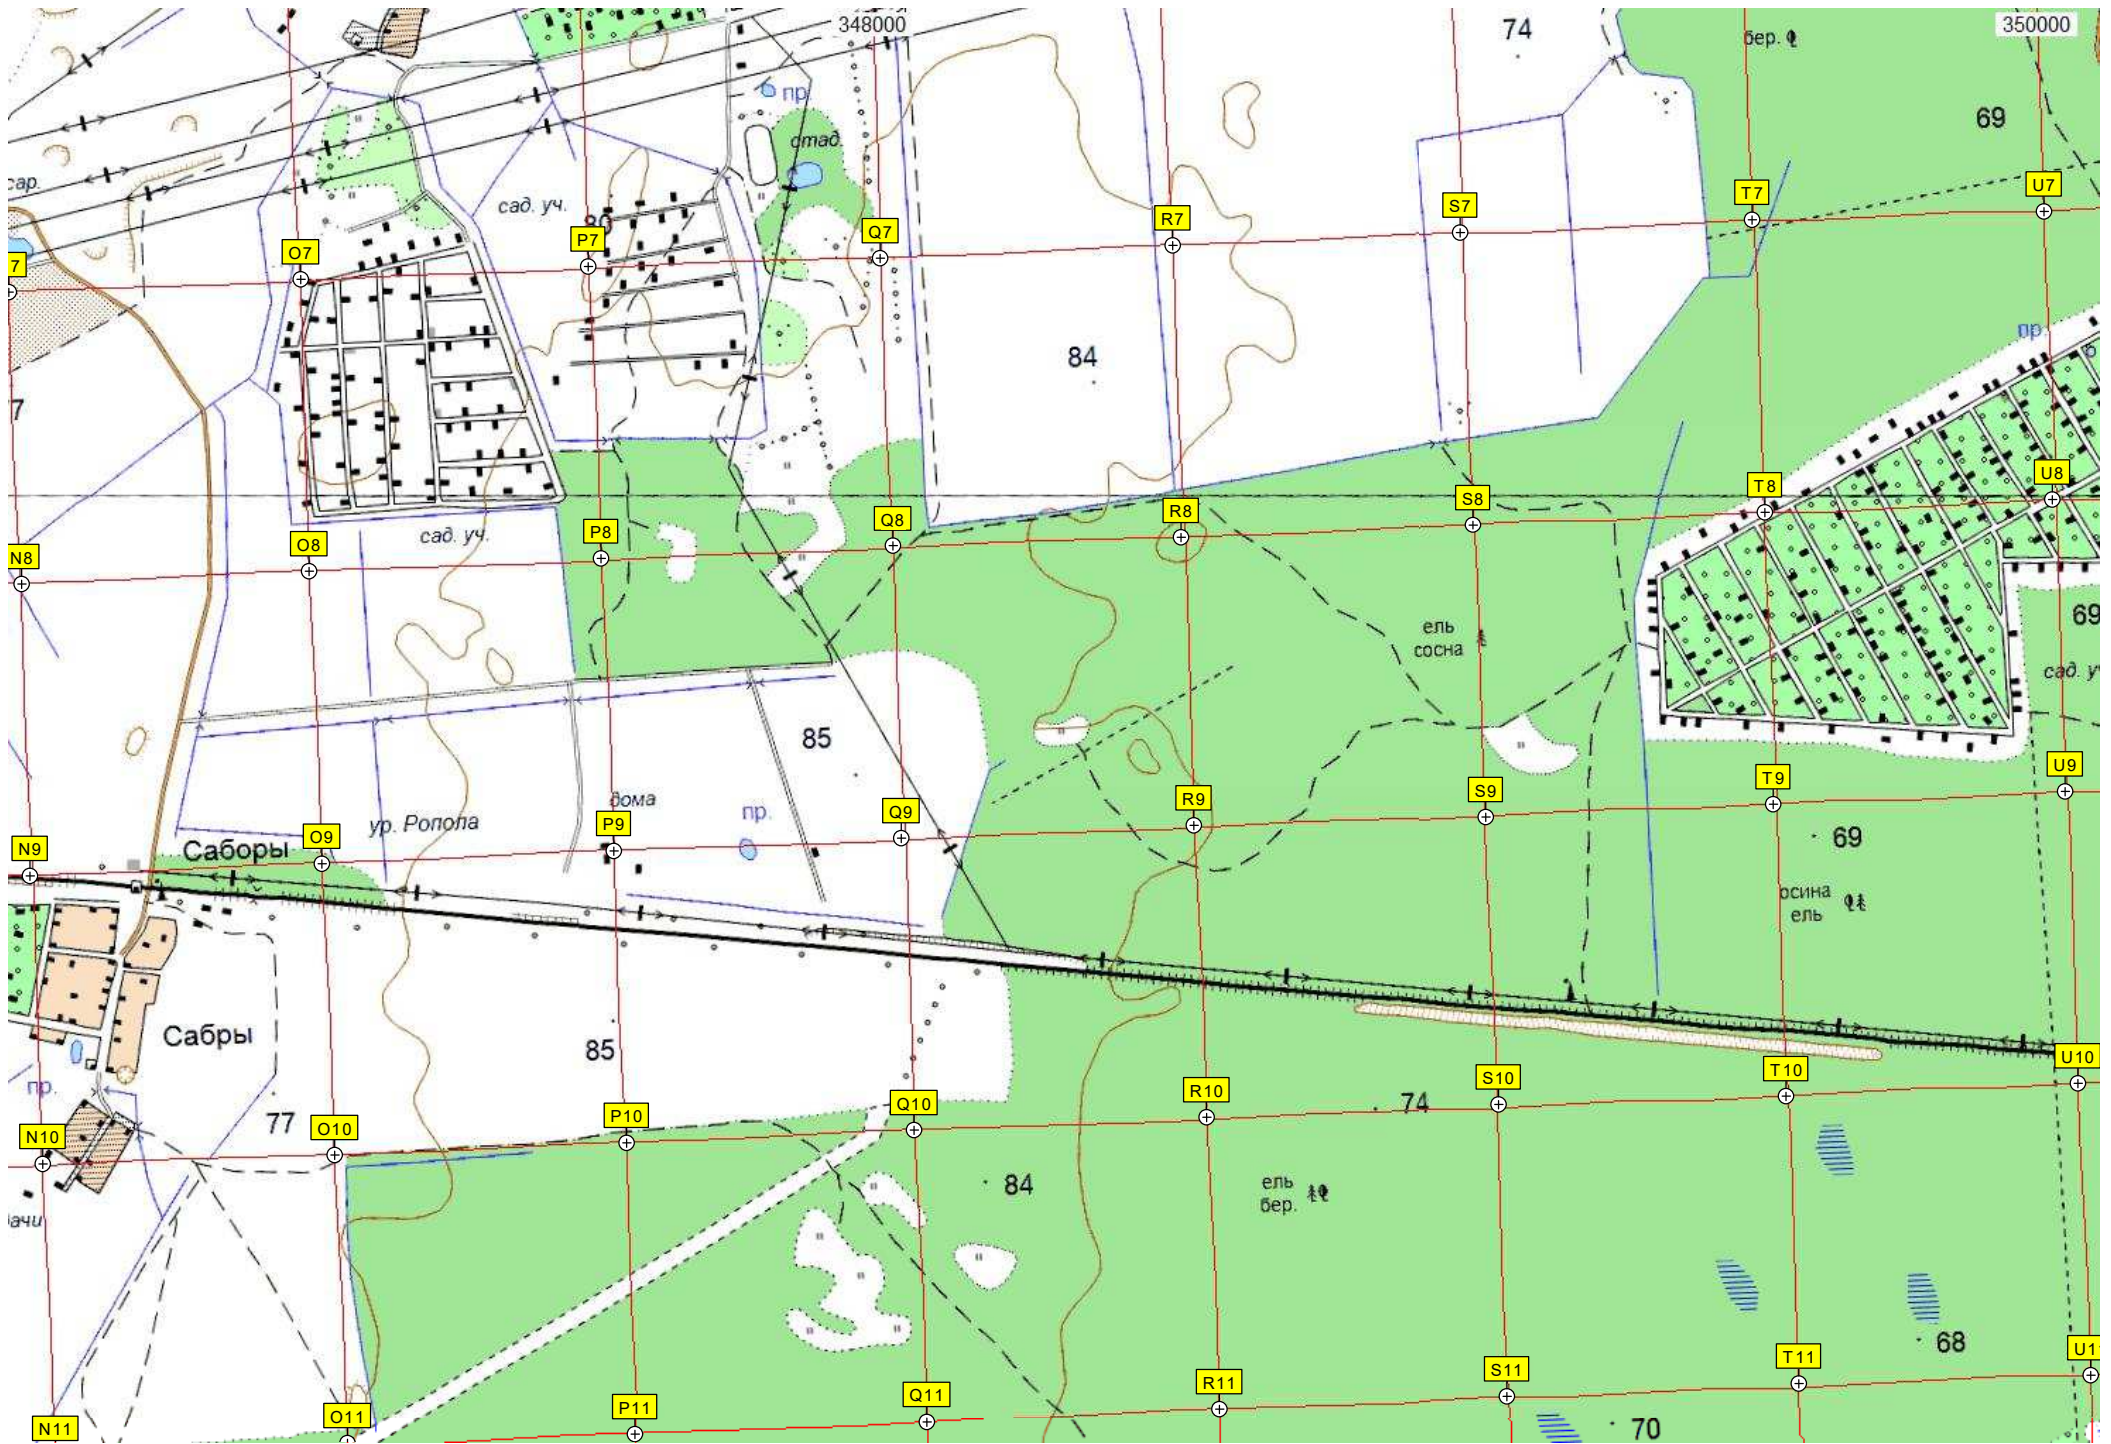 348000
74
бер.
350000
69
пр.
стад.
сар.
сад. уч.
80
O7
P7
Q7
R7
S7
T7
U7
7
84
пр.
7
N8
O8
сад. уч.
P8
Q8
R8
S8
T8
U8
ель
сосна
69
сад. у
85
ур. Ропола
дома
пр.
N9
Саборы
O9
P9
Q9
R9
S9
T9
U9
69
осина
ель
Сабры
85
пр.
77
74
N10
O10
P10
Q10
R10
S10
T10
U10
84
ель
бер.
ачи
68
N11
O11
P11
Q11
R11
S11
T11
U1
70